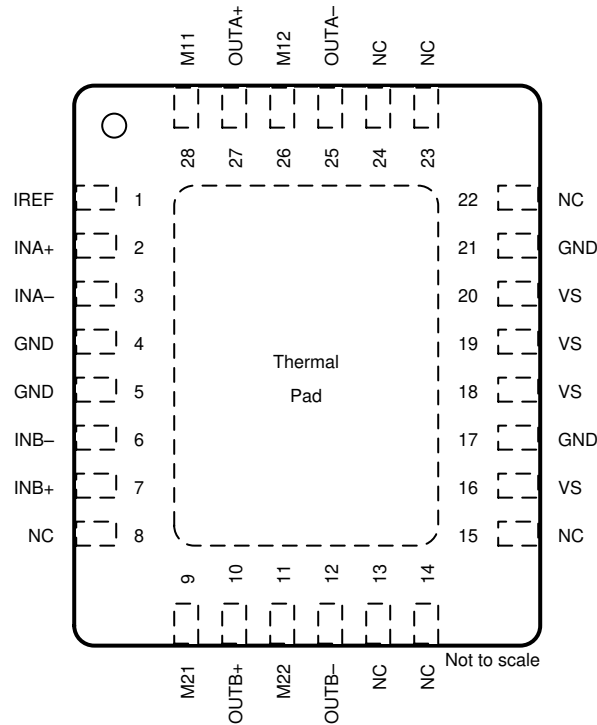 M11 OUTA+ M12 OUTA– NC NC
28 27 26 25 24 23
IREF 1 22 NC
INA+ 2 21 GND
INA– 3 20 VS
GND 4 19 VS
Thermal
Pad
GND 5 18 VS
INB– 6 17 GND
INB+ 7 16 VS
NC 8 15 NC
9 10 11 12 13 14
M21 OUTB+ M22 OUTB– NC NC
Not to scale